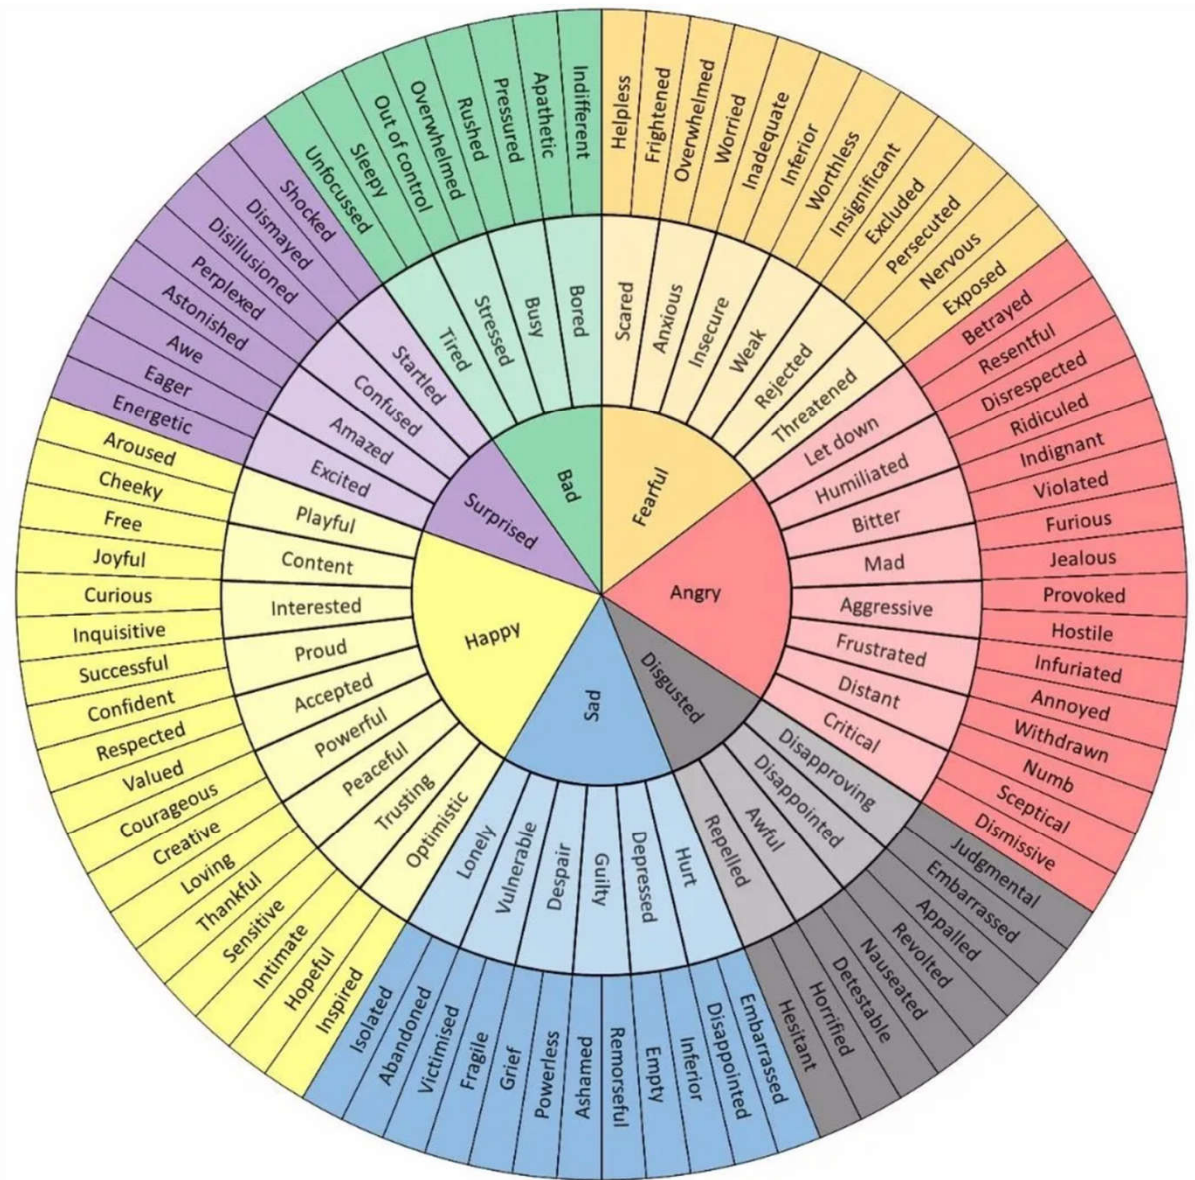 Bad
Fearful
Angry
Disgusted
Sad
Happy
Surprised
Scared
Anxious
Insecure
Weak
Rejected
Threatened
Let down
Humiliated
Bitter
Mad
Aggressive
Frustrated
Distant
Critical
Disapproving
Disappointed
Awful
Repelled
Hurt
Depressed
Guilty
Despair
Vulnerable
Lonely
Optimistic
Trusting
Peaceful
Powerful
Accepted
Proud
Interested
Content
Playful
Excited
Amazed
Confused
Startled
Tired
Stressed
Busy
Bored
Helpless
Frightened
Overwhelmed
Worried
Inadequate
Inferior
Worthless
Insignificant
Excluded
Persecuted
Nervous
Exposed
Betrayed
Resentful
Disrespected
Ridiculed
Indignant
Violated
Furious
Jealous
Provoked
Hostile
Infuriated
Annoyed
Withdrawn
Numb
Sceptical
Dismissive
Judgmental
Embarrassed
Appalled
Revolted
Nauseated
Detestable
Horrified
Hesitant
Embarrassed
Disappointed
Inferior
Empty
Remorseful
Ashamed
Powerless
Grief
Fragile
Victimised
Abandoned
Isolated
Inspired
Hopeful
Intimate
Sensitive
Thankful
Loving
Creative
Courageous
Valued
Respected
Confident
Successful
Inquisitive
Curious
Joyful
Free
Cheeky
Aroused
Energetic
Eager
Awe
Astonished
Perplexed
Disillusioned
Dismayed
Shocked
Unfocussed
Sleepy
Out of control
Overwhelmed
Rushed
Pressured
Apathetic
Indifferent